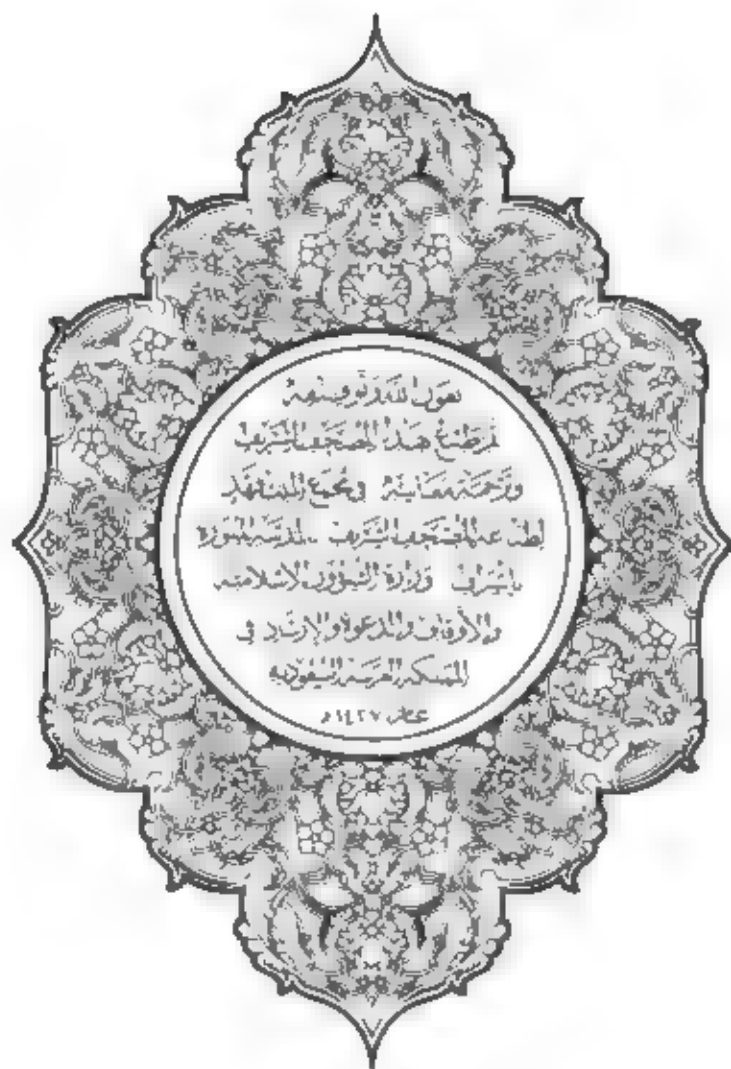 بعون الله وتوفيقه
تم طبع هذا المصحف الشريف
وترجمة معانيه في مجمع الملك فهد
لطباعة المصحف الشريف بالمدينة المنورة
بإشراف وزارة الشؤون الإسلامية
والأوقاف والدعوة والإرشاد في
المملكة العربية السعودية
عام ١٤٢٧هـ